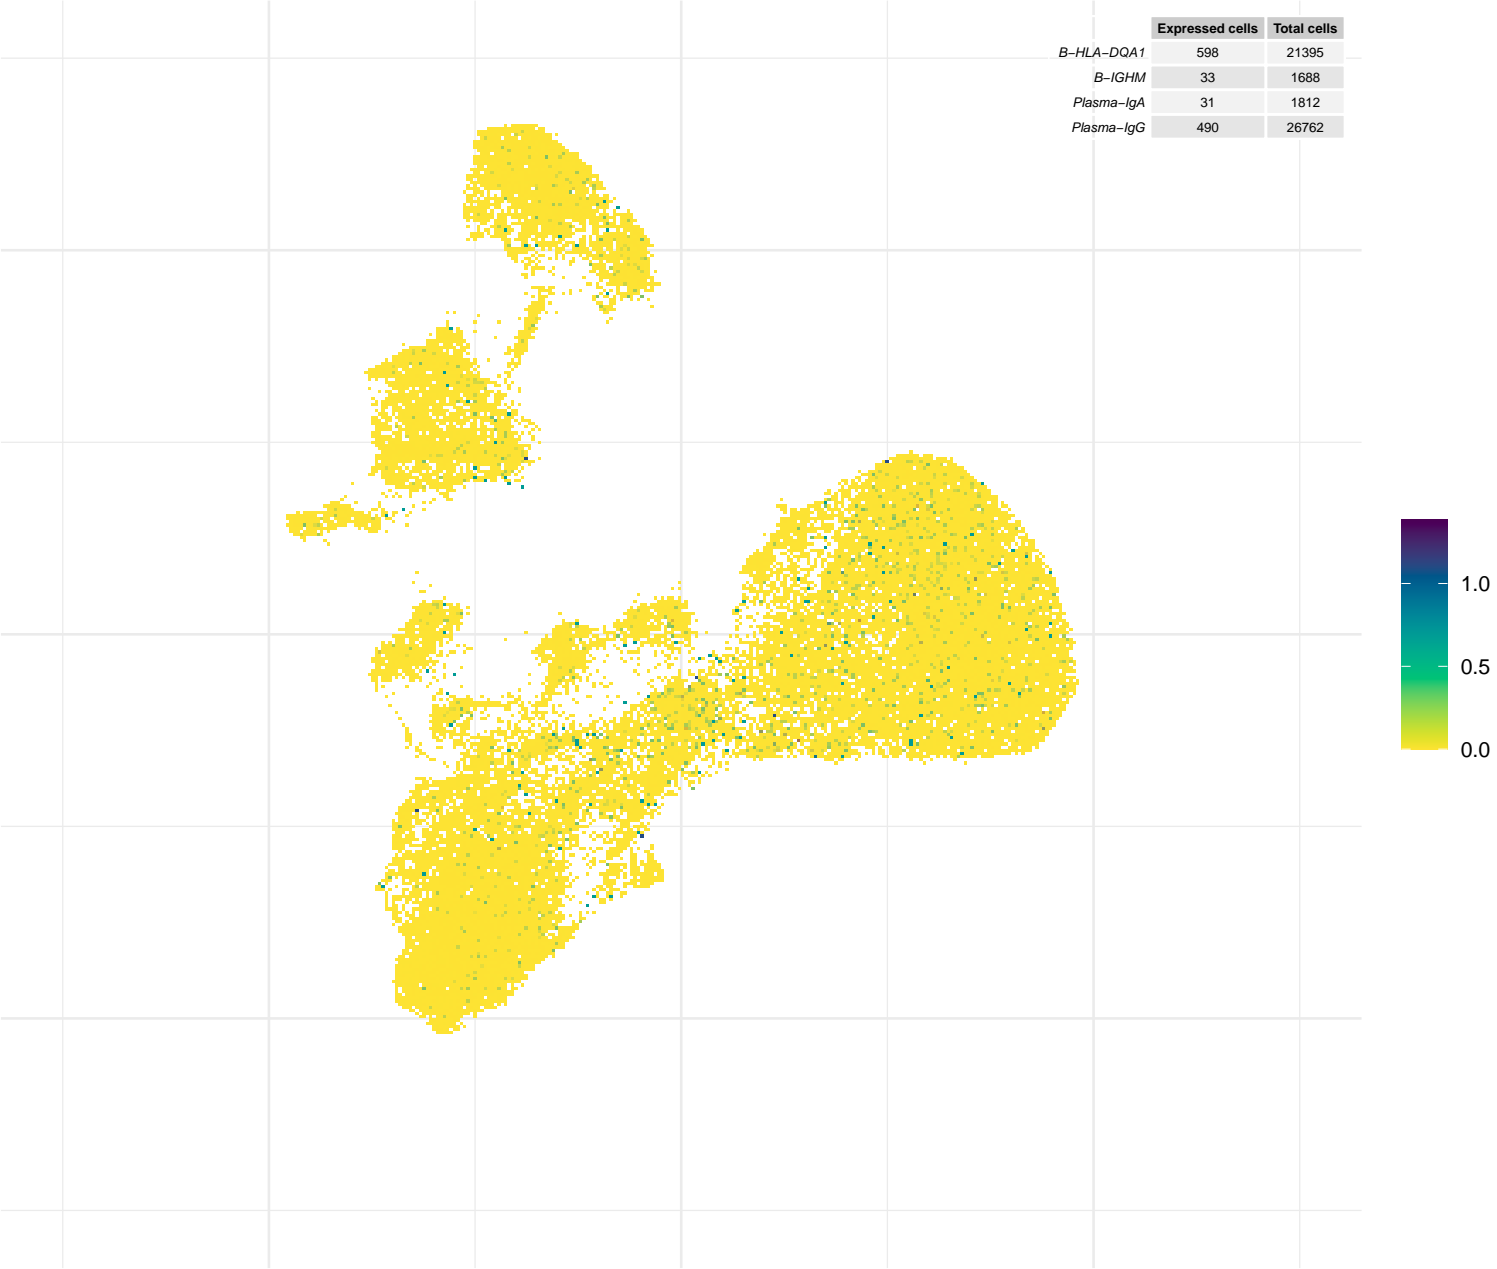 Expressed cells Total cells
B−HLA−DQA1 598 21395
B−IGHM 33 1688
Plasma−IgA 31 1812
Plasma−IgG 490 26762
1.0
0.5
0.0